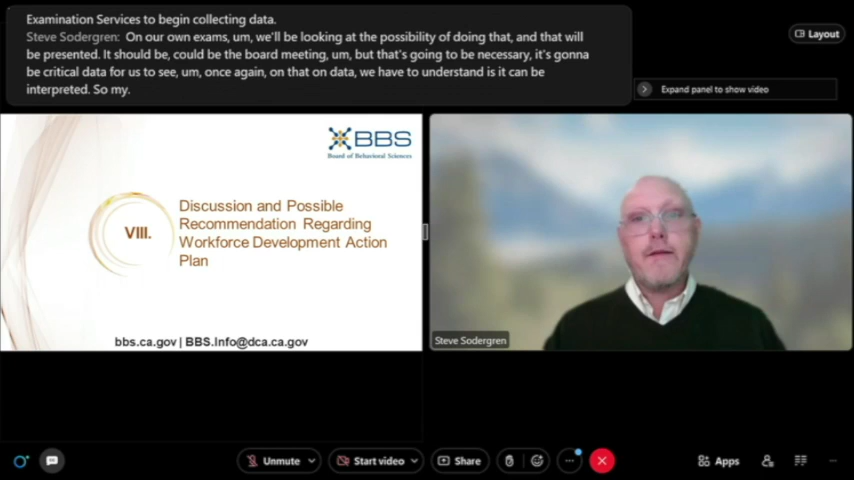 Examination Services to begin collecting data.
Steve Sodergren: On our own exams, um, we'll be looking at the possibility of doing that, and that will
be presented. It should be, could be the board meeting, um, but that's going to be necessary, it's gonna
be critical data for us to see, um, once again, on that on data, we have to understand is it can be
interpreted. So my.
Layout
Expand panel to show video
BBS
Board of Behavioral Sciences
VIII.
Discussion and Possible
Recommendation Regarding
Workforce Development Action
Plan
bbs.ca.gov | BBS.Info@dca.ca.gov
Steve Sodergren
Unmute
Start video
Share
Apps